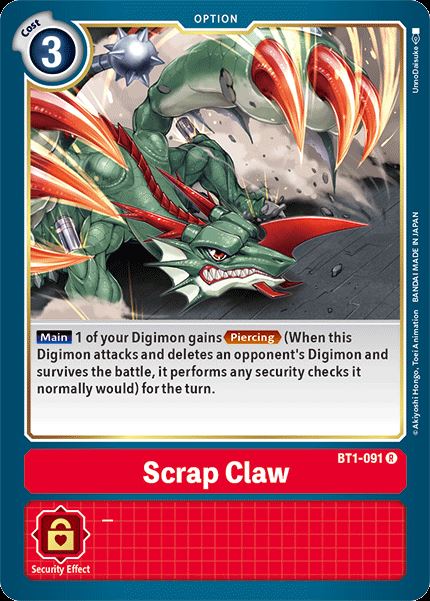 OPTION
Cost
3
UnnoDaisuke
Main 1 of your Digimon gains Piercing (When this
Digimon attacks and deletes an opponent's Digimon and
survives the battle, it performs any security checks it
normally would) for the turn.
©Akiyoshi Hongo, Toei Animation BANDAI MADE IN JAPAN
BT1-091 R
Scrap Claw
–
Security Effect